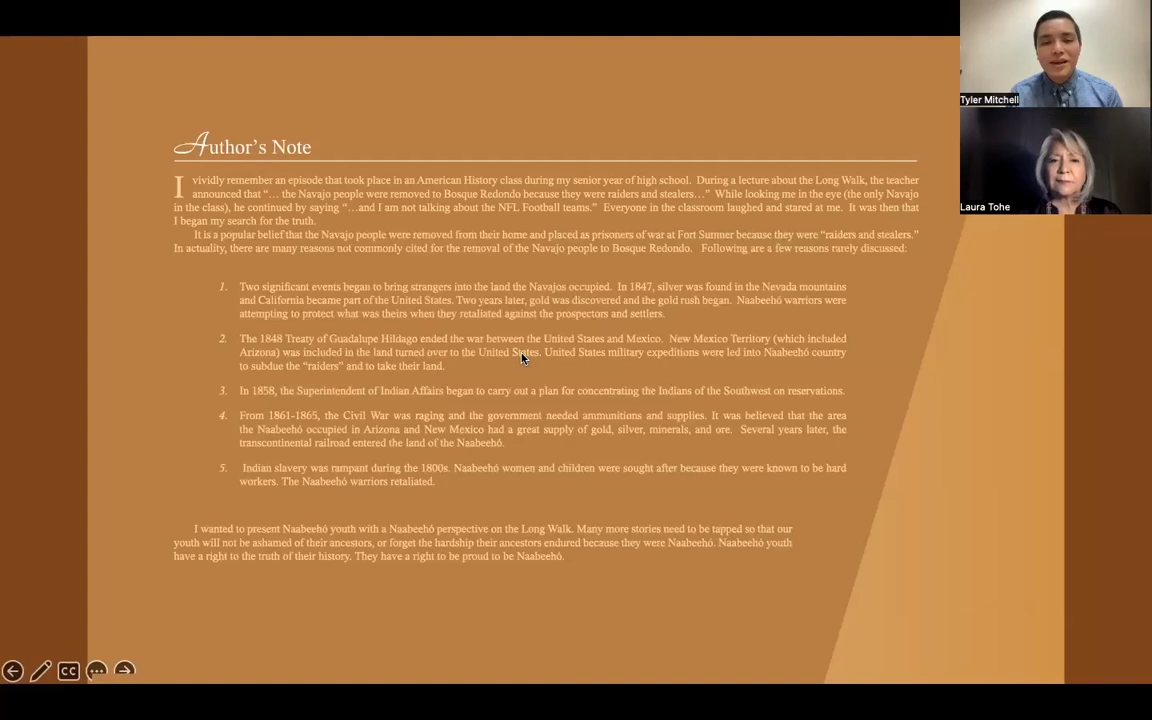 Tyler Mitchell
Laura Tohe
Author's Note
I vividly remember an episode that took place in an American History class during my senior year of high school. During a lecture about the Long Walk, the teacher
announced that “… the Navajo people were removed to Bosque Redondo because they were raiders and stealers…” While looking me in the eye (the only Navajo
in the class), he continued by saying “…and I am not talking about the NFL Football teams.” Everyone in the classroom laughed and stared at me. It was then that
I began my search for the truth.
It is a popular belief that the Navajo people were removed from their home and placed as prisoners of war at Fort Sumner because they were “raiders and stealers.”
In actuality, there are many reasons not commonly cited for the removal of the Navajo people to Bosque Redondo. Following are a few reasons rarely discussed:
1. Two significant events began to bring strangers into the land the Navajos occupied. In 1847, silver was found in the Nevada mountains
and California became part of the United States. Two years later, gold was discovered and the gold rush began. Naabeehó warriors were
attempting to protect what was theirs when they retaliated against the prospectors and settlers.
2. The 1848 Treaty of Guadalupe Hildago ended the war between the United States and Mexico. New Mexico Territory (which included
Arizona) was included in the land turned over to the United States. United States military expeditions were led into Naabeehó country
to subdue the “raiders” and to take their land.
3. In 1858, the Superintendent of Indian Affairs began to carry out a plan for concentrating the Indians of the Southwest on reservations.
4. From 1861-1865, the Civil War was raging and the government needed ammunitions and supplies. It was believed that the area
the Naabeehó occupied in Arizona and New Mexico had a great supply of gold, silver, minerals, and ore. Several years later, the
transcontinental railroad entered the land of the Naabeehó.
5. Indian slavery was rampant during the 1800s. Naabeehó women and children were sought after because they were known to be hard
workers. The Naabeehó warriors retaliated.
I wanted to present Naabeehó youth with a Naabeehó perspective on the Long Walk. Many more stories need to be tapped so that our
youth will not be ashamed of their ancestors, or forget the hardship their ancestors endured because they were Naabeehó. Naabeehó youth
have a right to the truth of their history. They have a right to be proud to be Naabeehó.
CC